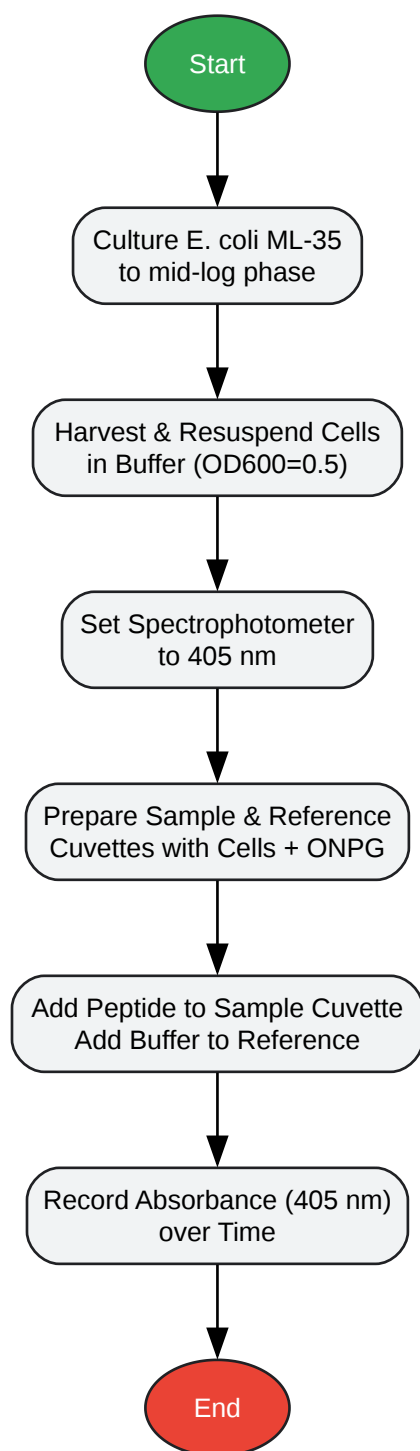 Start
Culture E. coli ML-35
to mid-log phase
Harvest & Resuspend Cells
in Buffer (OD600=0.5)
Set Spectrophotometer
to 405 nm
Prepare Sample & Reference
Cuvettes with Cells + ONPG
Add Peptide to Sample Cuvette
Add Buffer to Reference
Record Absorbance (405 nm)
over Time
End